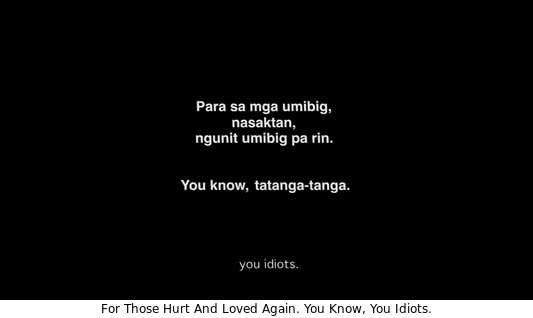 Para sa mga umibig,
nasaktan,
ngunit umibig pa rin.
You know, tatanga-tanga.
you idiots.
For Those Hurt And Loved Again. You Know, You Idiots.